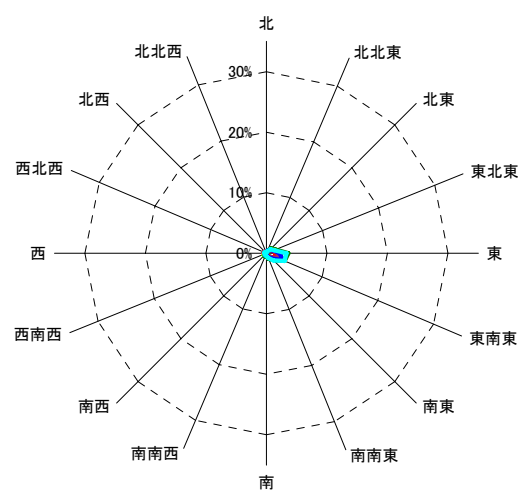 北
北北西
北北東
30%
北西
北東
20%
西北西
東北東
10%
西
0%
東
西南西
東南東
南西
南東
南南西
南南東
南